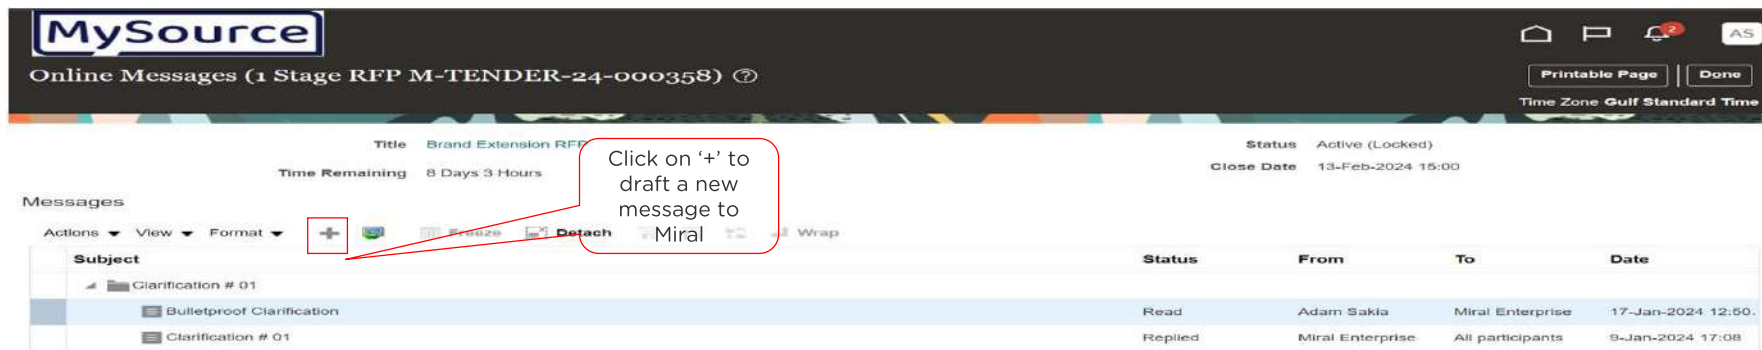 MySource
2
AS
Online Messages (1 Stage RFP M-TENDER-24-000358) ?
Printable Page Done
Time Zone Gulf Standard Time
Title Brand Extension RFP
Status Active (Locked)
Time Remaining 8 Days 3 Hours
Close Date 13-Feb-2024 15:00
Click on ‘+’ to
draft a new
message to
Miral
Messages
Actions View Format Freeze Detach Wrap
Subject Status From To Date
Clarification # 01
Bulletproof Clarification Read Adam Sakla Miral Enterprise 17-Jan-2024 12:50.
Clarification # 01 Replied Miral Enterprise All participants 9-Jan-2024 17:08